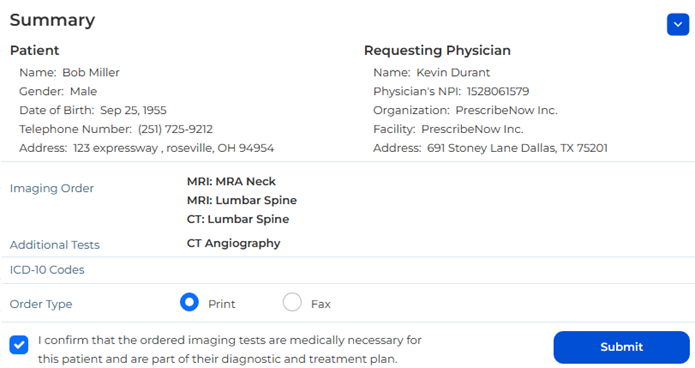 Summary
Patient
Name: Bob Miller
Gender: Male
Date of Birth: Sep 25, 1955
Telephone Number: (251) 725-9212
Address: 123 expressway , roseville, OH 94954
Requesting Physician
Name: Kevin Durant
Physician's NPI: 1528061579
Organization: PrescribeNow Inc.
Facility: PrescribeNow Inc.
Address: 691 Stoney Lane Dallas, TX 75201
Imaging Order
MRI: MRA Neck
MRI: Lumbar Spine
CT: Lumbar Spine
Additional Tests CT Angiography
ICD-10 Codes
Order Type Print Fax
I confirm that the ordered imaging tests are medically necessary for
this patient and are part of their diagnostic and treatment plan.
Submit